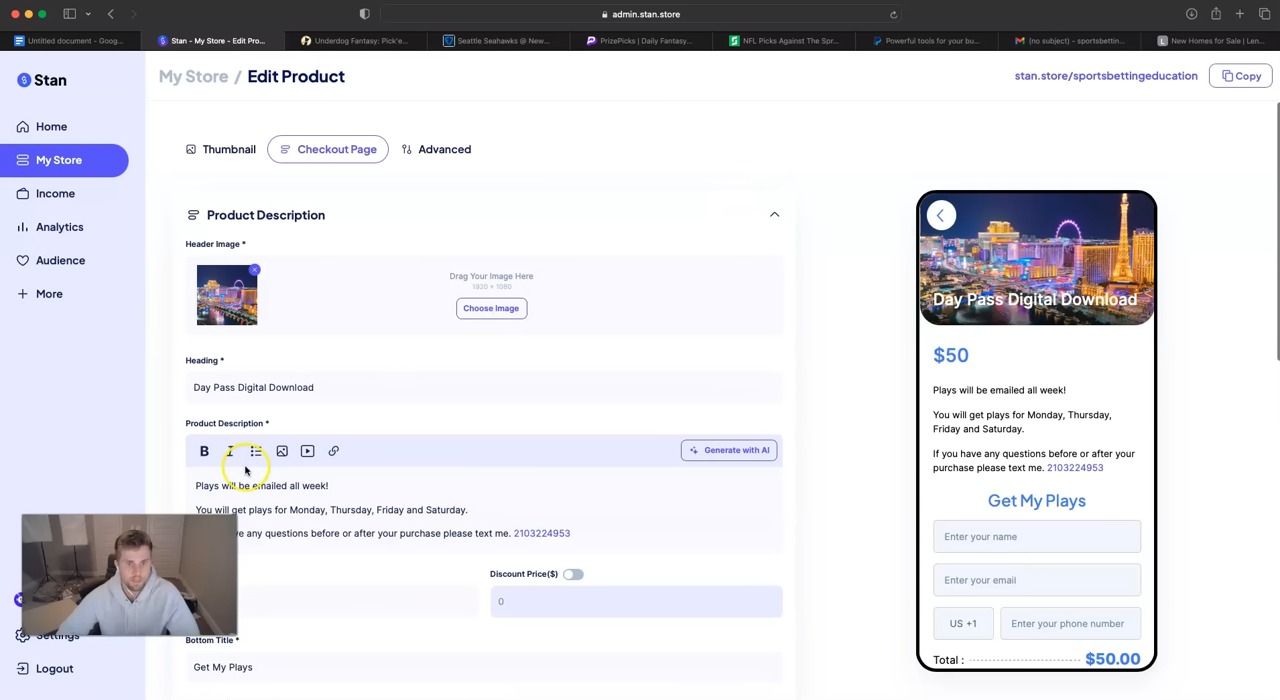 admin.stan.store
Untitled document - Goog...
Stan - My Store - Edit Pro...
Underdog Fantasy: Pick'e...
Seattle Seahawks @ New...
PrizePicks | Daily Fantasy...
NFL Picks Against The Spr...
Powerful tools for your bu...
(no subject) - sportsbettin...
New Homes for Sale | Len...
Stan
My Store / Edit Product
stan.store/sportsbettingeducation
Copy
Home
My Store
Income
Analytics
Audience
More
Settings
Logout
Thumbnail
Checkout Page
Advanced
Product Description
Header Image *
Drag Your Image Here
1920 x 1080
Choose Image
Heading *
Day Pass Digital Download
Product Description *
B I
Generate with AI
Plays will be emailed all week!
You will get plays for Monday, Thursday, Friday and Saturday.
ve any questions before or after your purchase please text me. 2103224953
Discount Price($)
0
Bottom Title *
Get My Plays
Day Pass Digital Download
$50
Plays will be emailed all week!
You will get plays for Monday, Thursday,
Friday and Saturday.
If you have any questions before or after your
purchase please text me. 2103224953
Get My Plays
Enter your name
Enter your email
US +1
Enter your phone number
Total : $50.00